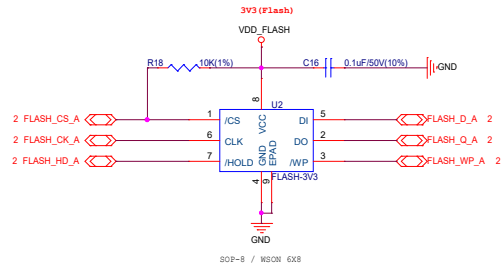 3V3(Flash)
VDD_FLASH
R18 10K(1%) C16 0.1uF/50V(10%) GND
8 U2
2 FLASH_CS_A 1 /CS VCC DI 5 FLASH_D_A 2
2 FLASH_CK_A 6 CLK DO 2 FLASH_Q_A 2
2 FLASH_HD_A 7 /HOLD GND EPAD /WP 3 FLASH_WP_A 2
4 9 FLASH-3V3
GND
SOP-8 / WSON 6X8